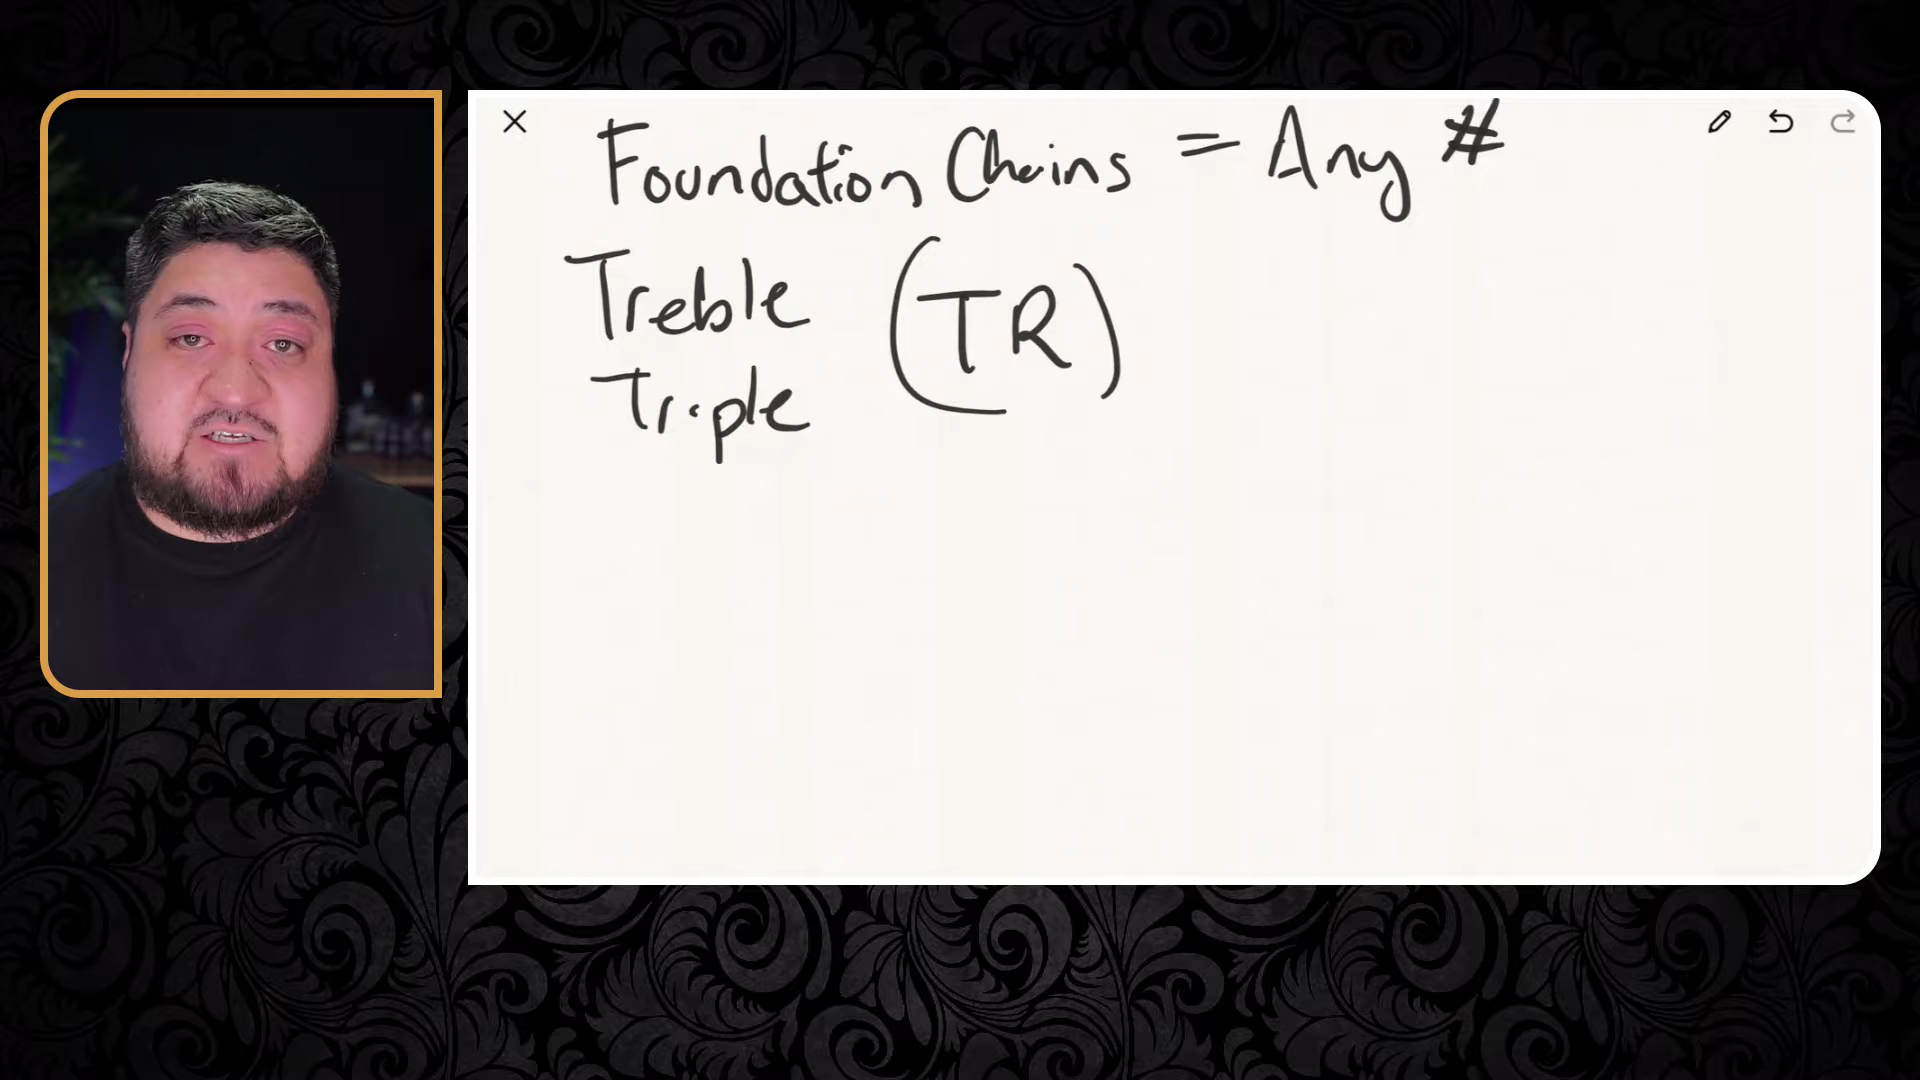 Foundation Chains = Any #
Treble (TR)
Triple